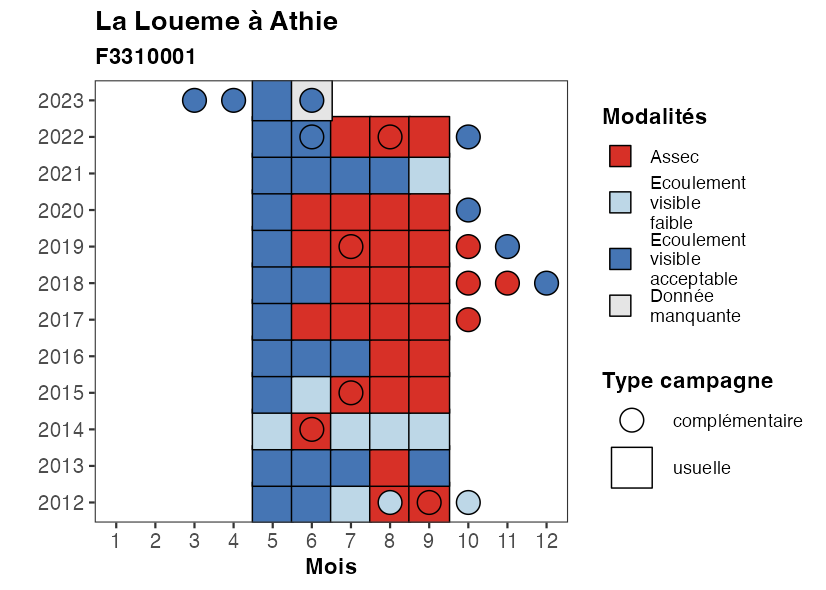 La Loueme à Athie
F3310001
2023
2022
2021
2020
2019
2018
2017
2016
2015
2014
2013
2012
1 2 3 4 5 6 7 8 9 10 11 12
Mois
Modalités
Assec
Ecoulement
visible
faible
Ecoulement
visible
acceptable
Donnée
manquante
Type campagne
complémentaire
usuelle